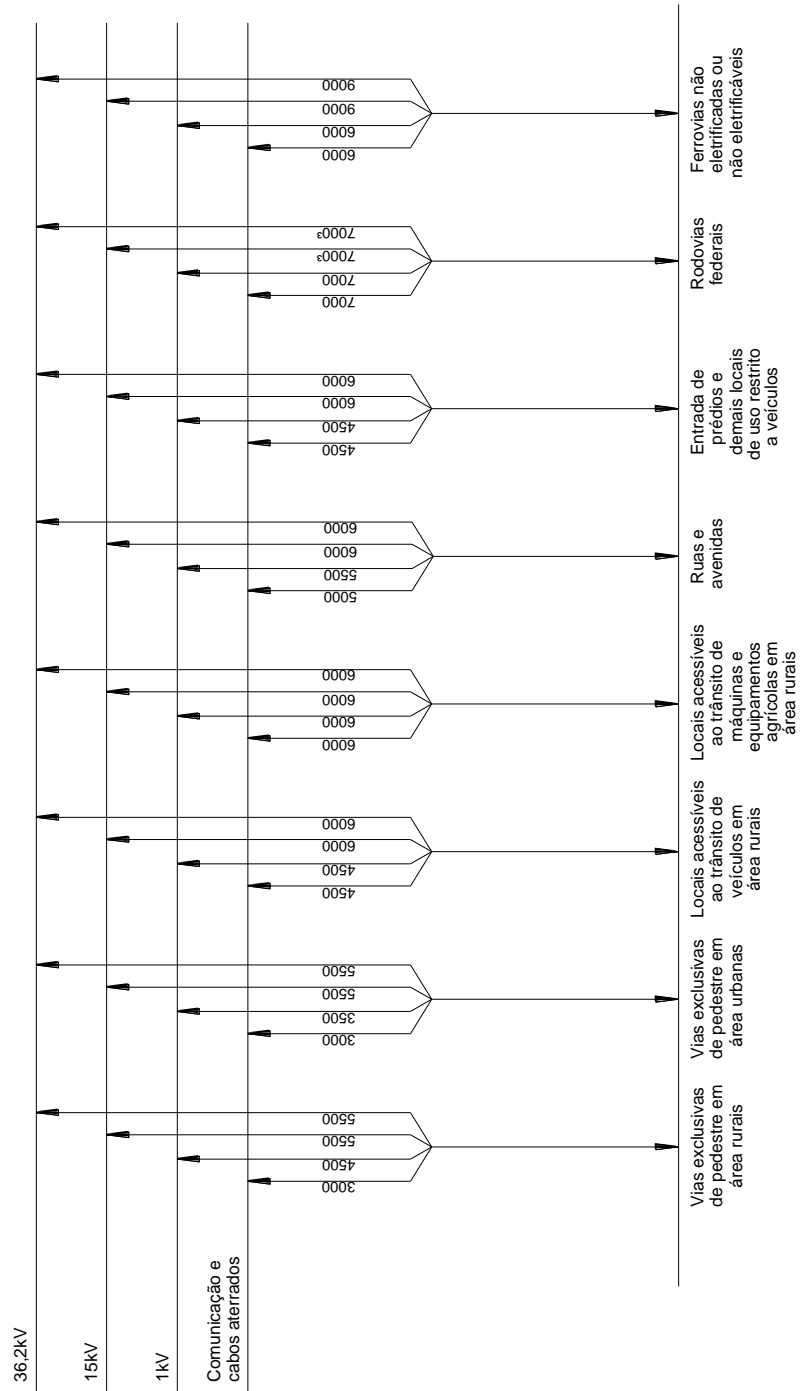 36,2kV
15kV
1kV
Comunicação e
cabos aterrados
3000
4500
5500
5500
Vias exclusivas
de pedestre em
área rurais
3000
3500
5500
5500
Vias exclusivas
de pedestre em
área urbanas
4500
4500
6000
6000
Locais acessíveis
ao trânsito de
veículos em
área rurais
6000
6000
6000
6000
Locais acessíveis
ao trânsito de
máquinas e
equipamentos
agrícolas em
área rurais
5000
5500
6000
6000
Ruas e
avenidas
4500
4500
6000
6000
Entrada de
prédios e
demais locais
de uso restrito
a veículos
7000
7000
7000³
7000³
Rodovias
federais
6000
6000
9000
9000
Ferrovias não
eletrificadas ou
não eletrificáveis